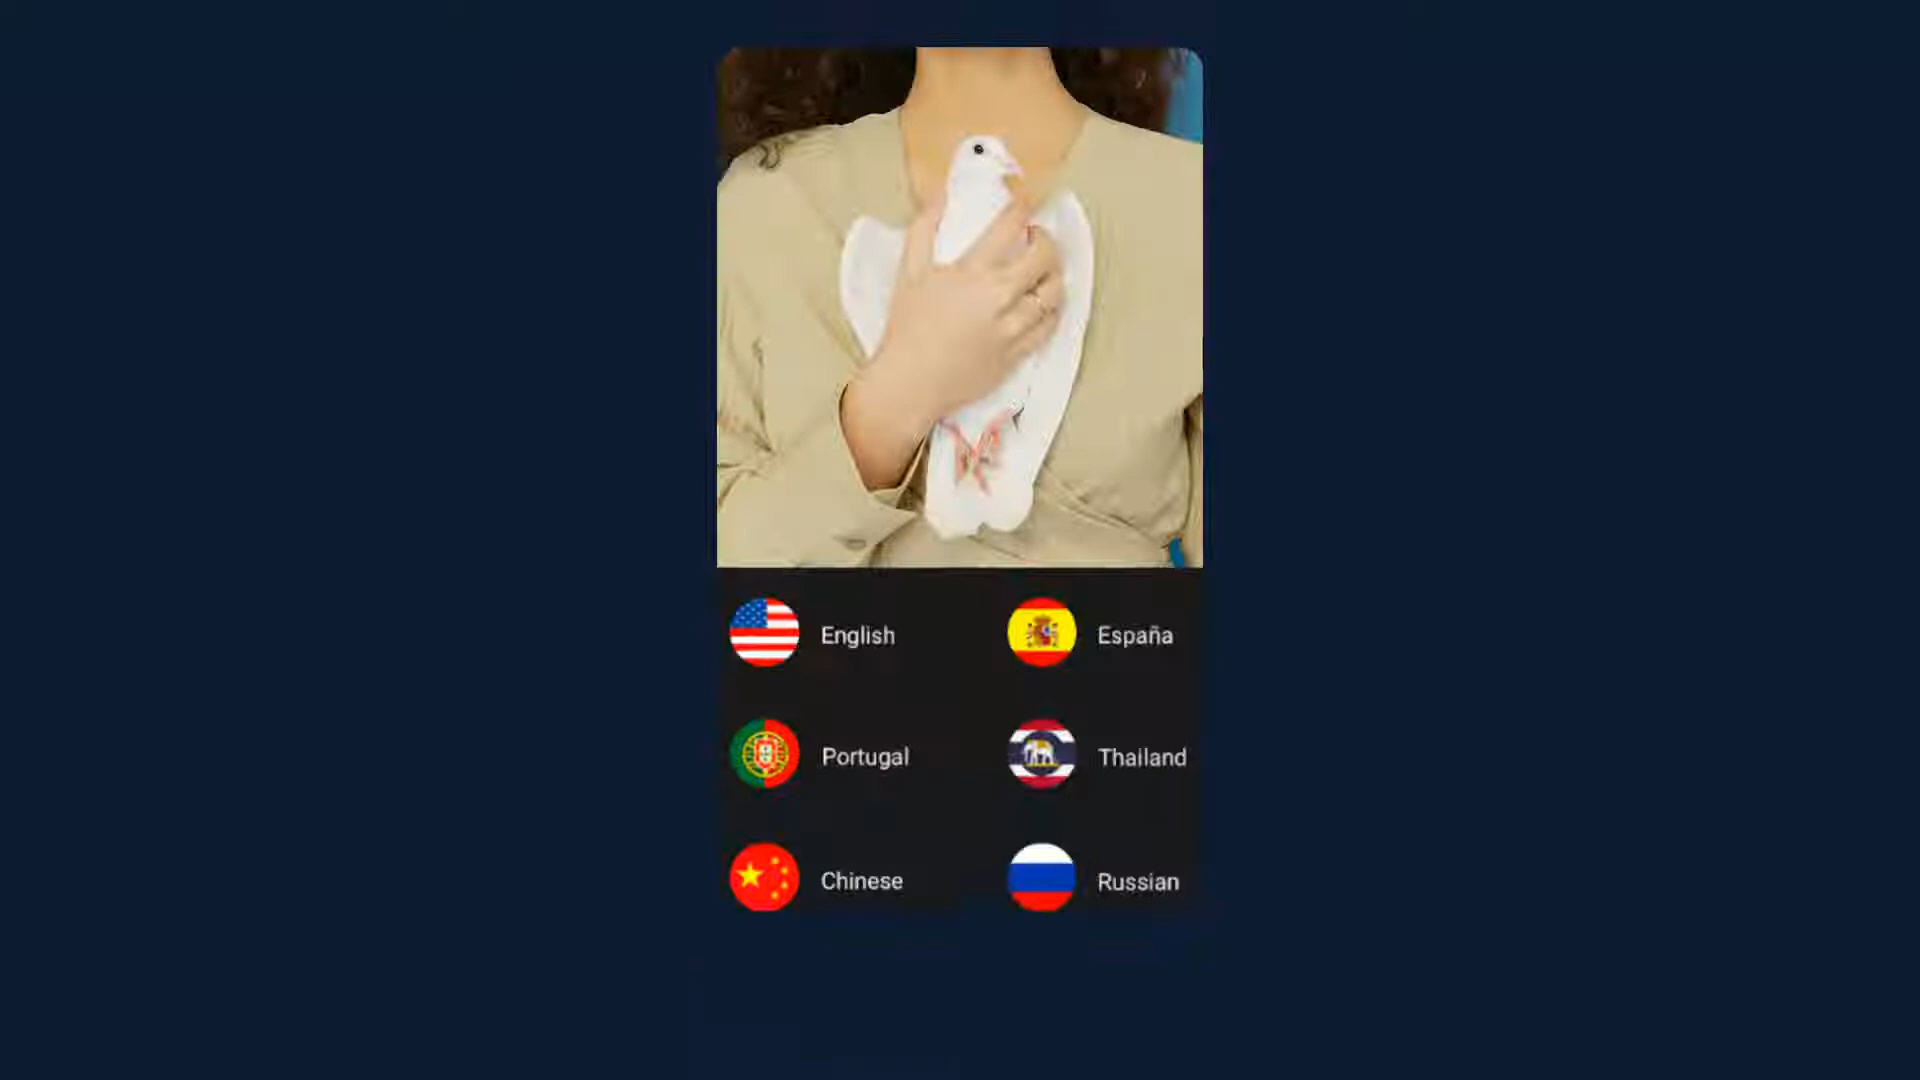 English
España
Portugal
Thailand
Chinese
Russian